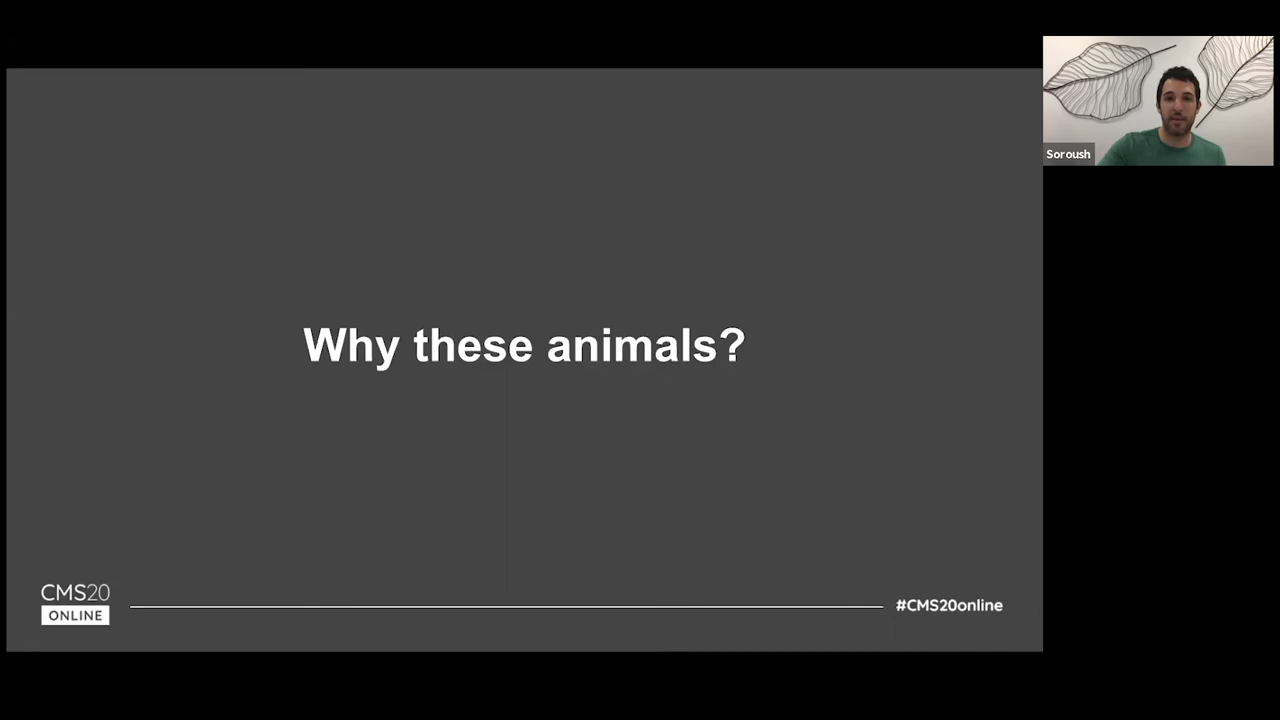 Soroush
Why these animals?
CMS20
ONLINE
#CMS20online